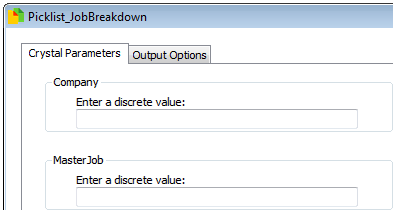 Picklist_JobBreakdown
Crystal Parameters Output Options
Company
Enter a discrete value:
MasterJob
Enter a discrete value: